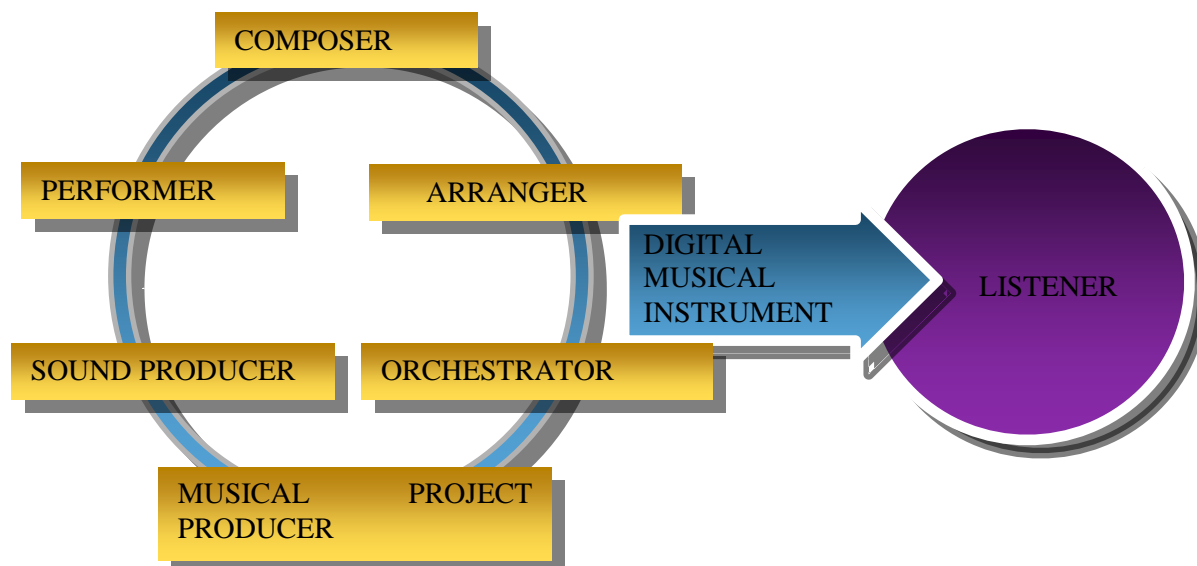 COMPOSER
PERFORMER
ARRANGER
DIGITAL
MUSICAL
INSTRUMENT
LISTENER
SOUND PRODUCER
ORCHESTRATOR
MUSICAL PROJECT
PRODUCER